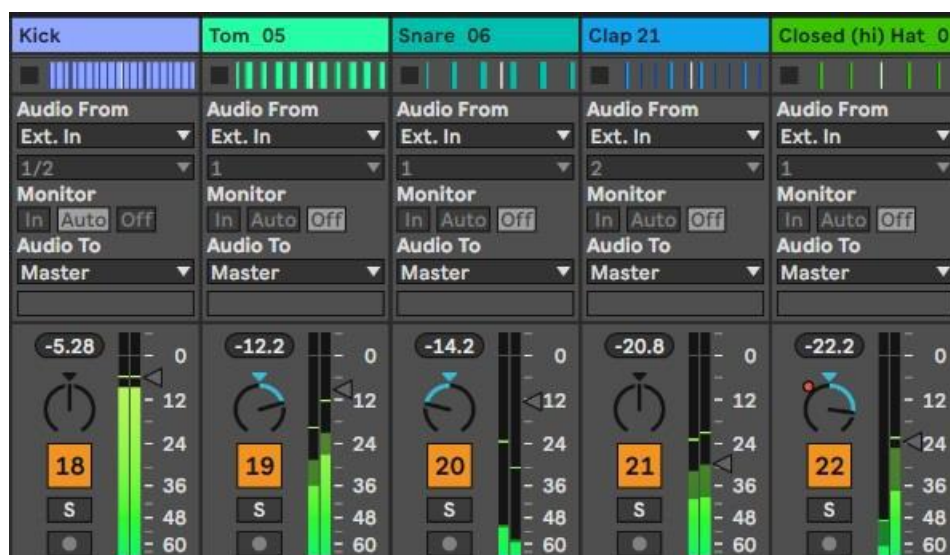 Kick Tom 05 Snare 06 Clap 21 Closed (hi) Hat 0
Audio From Audio From Audio From Audio From Audio From
Ext. In Ext. In Ext. In Ext. In Ext. In
1/2 1 1 2 1
Monitor Monitor Monitor Monitor Monitor
In Auto Off In Auto Off In Auto Off In Auto Off In Auto Off
Audio To Audio To Audio To Audio To Audio To
Master Master Master Master Master
-5.28 0 -12.2 0 -14.2 0 -20.8 0 -22.2 0
12 12 12 12 12
24 24 24 24 24
18 36 19 36 20 36 21 36 22 36
S 48 S 48 S 48 S 48 S 48
60 60 60 60 60